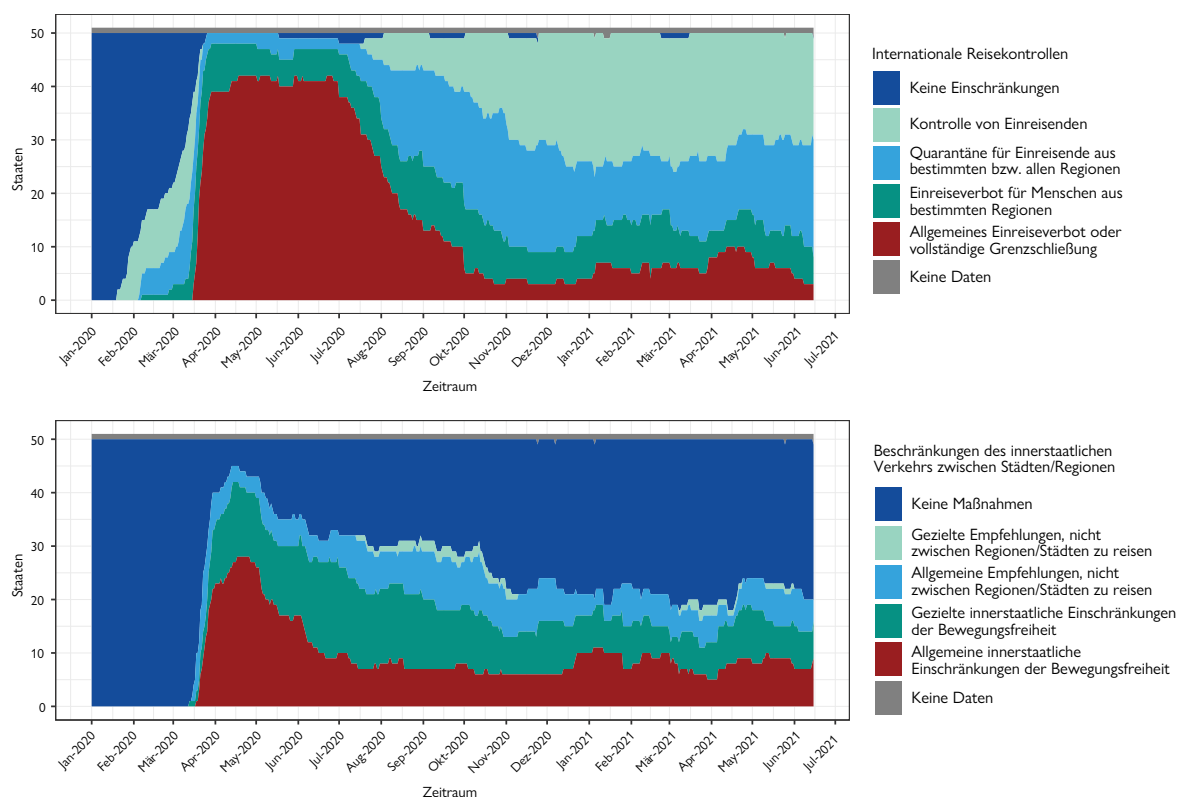 50
40
30
20
10
0
Staaten
Jan-2020
Feb-2020
Mär-2020
Apr-2020
May-2020
Jun-2020
Jul-2020
Aug-2020
Sep-2020
Okt-2020
Nov-2020
Dez-2020
Jan-2021
Feb-2021
Mär-2021
Apr-2021
May-2021
Jun-2021
Jul-2021
Zeitraum
Internationale Reisekontrollen
Keine Einschränkungen
Kontrolle von Einreisenden
Quarantäne für Einreisende aus
bestimmten bzw. allen Regionen
Einreiseverbot für Menschen aus
bestimmten Regionen
Allgemeines Einreiseverbot oder
vollständige Grenzschließung
Keine Daten
50
40
30
20
10
0
Staaten
Jan-2020
Feb-2020
Mär-2020
Apr-2020
May-2020
Jun-2020
Jul-2020
Aug-2020
Sep-2020
Okt-2020
Nov-2020
Dez-2020
Jan-2021
Feb-2021
Mär-2021
Apr-2021
May-2021
Jun-2021
Jul-2021
Zeitraum
Beschränkungen des innerstaatlichen
Verkehrs zwischen Städten/Regionen
Keine Maßnahmen
Gezielte Empfehlungen, nicht
zwischen Regionen/Städten zu reisen
Allgemeine Empfehlungen, nicht
zwischen Regionen/Städten zu reisen
Gezielte innerstaatliche Einschränkungen
der Bewegungsfreiheit
Allgemeine innerstaatliche
Einschränkungen der Bewegungsfreiheit
Keine Daten